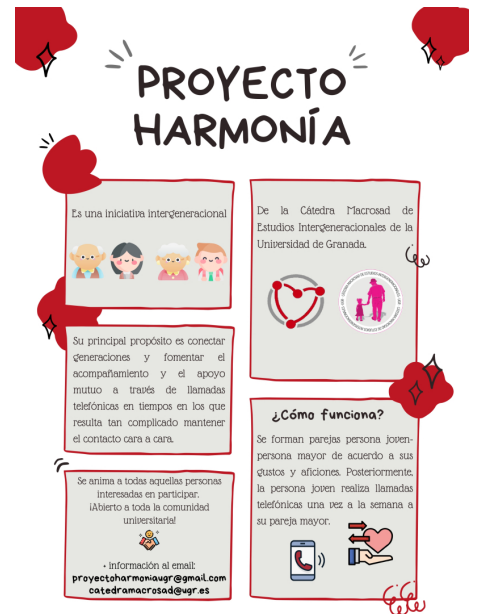 PROYECTO
HARMONÍA
Es una iniciativa intergeneracional
De la Cátedra Macrosad de
Estudios Intergeneracionales de la
Universidad de Granada.
Su principal propósito es conectar
generaciones y fomentar el
acompañamiento y el apoyo
mutuo a través de llamadas
telefónicas en tiempos en los que
resulta tan complicado mantener
el contacto cara a cara.
¿Cómo funciona?
Se forman parejas persona joven-
persona mayor de acuerdo a sus
gustos y aficiones. Posteriormente,
la persona joven realiza llamadas
telefónicas una vez a la semana a
su pareja mayor.
Se anima a todas aquellas personas
interesadas en participar.
¡Abierto a toda la comunidad
universitaria!
+ información al email:
proyectoharmoniaugr@gmail.com
catedramacrosad@ugr.es